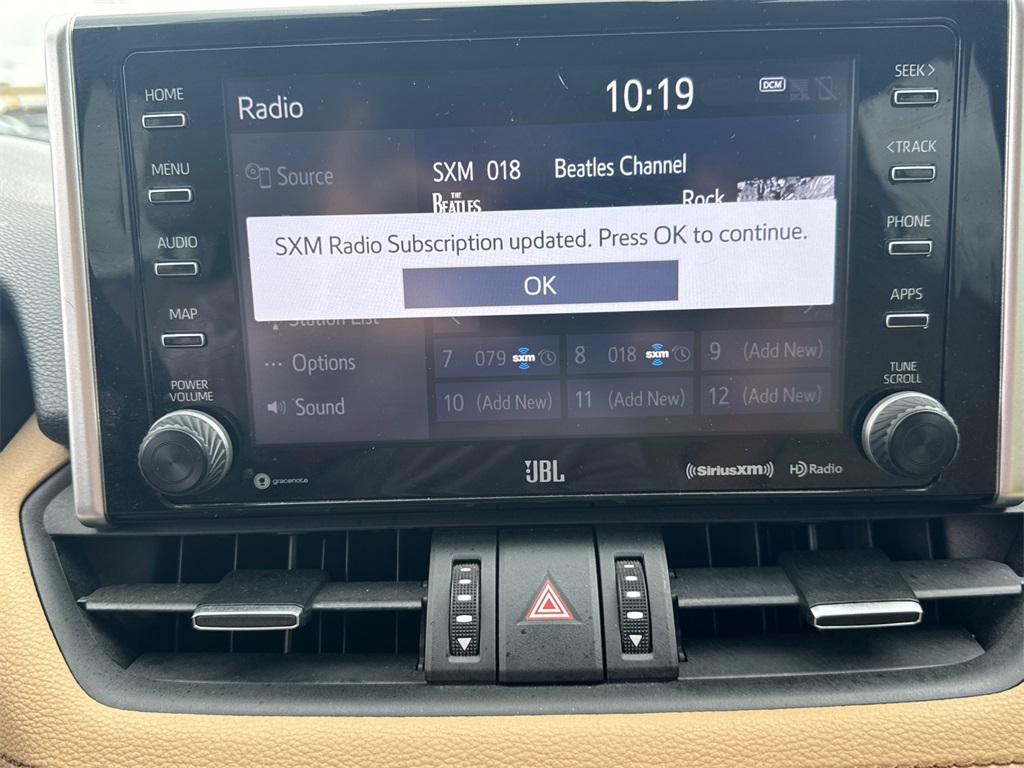 HOME
MENU
AUDIO
MAP
POWER
VOLUME
Radio
10:19
DCM
Source
SXM 018 Beatles Channel
THE
BEATLES
Rock
SXM Radio Subscription updated. Press OK to continue.
OK
Station List
7 079 sxm
8 018 sxm
9 (Add New)
··· Options
10 (Add New)
11 (Add New)
12 (Add New)
Sound
SEEK>
<TRACK
PHONE
APPS
TUNE
SCROLL
gracenote
JBL
((SiriusXM))
HD Radio